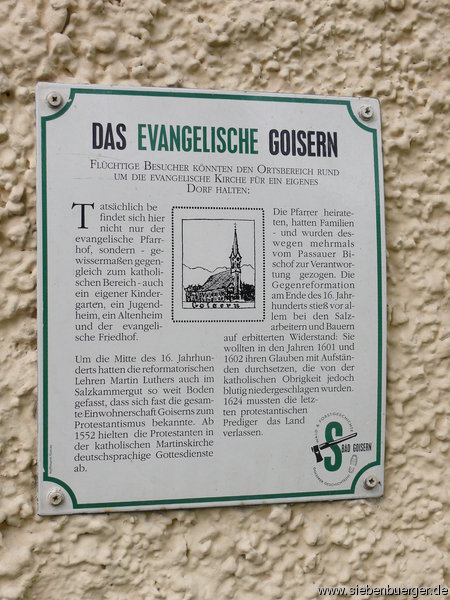 DAS EVANGELISCHE GOISERN
FLÜCHTIGE BESUCHER KÖNNTEN DEN ORTSBEREICH RUND
UM DIE EVANGELISCHE KIRCHE FÜR EIN EIGENES
DORF HALTEN:
Tatsächlich be
findet sich hier
nicht nur der
evangelische Pfarr-
hof, sondern - ge-
wissermaßen gegen-
gleich zum katholi-
schen Bereich - auch
ein eigener Kinder-
garten, ein Jugend-
heim, ein Altenheim
und der evangeli-
sche Friedhof.
Um die Mitte des 16. Jahrhun-
derts hatten die reformatorischen
Lehren Martin Luthers auch im
Salzkammergut so weit Boden
gefasst, dass sich fast die gesam-
te Einwohnerschaft Goiserns zum
Protestantismus bekannte. Ab
1552 hielten die Protestanten in
der katholischen Martinskirche
deutschsprachige Gottesdienste
ab.
Goisern
Die Pfarrer heirate-
ten, hatten Familien
- und wurden des-
wegen mehrmals
vom Passauer Bi-
schof zur Verantwor-
tung gezogen. Die
Gegenreformation
am Ende des 16. Jahr-
hunderts stieß vor al-
lem bei den Salz-
arbeitern und Bauern
auf erbitterten Widerstand: Sie
wollten in den Jahren 1601 und
1602 ihren Glauben mit Aufstän-
den durchsetzen, die von der
katholischen Obrigkeit jedoch
blutig niedergeschlagen wurden.
1624 mussten die letz-
ten protestantischen
Prediger das Land
verlassen.
S BAD GOISERN
www.siebenbuerger.de